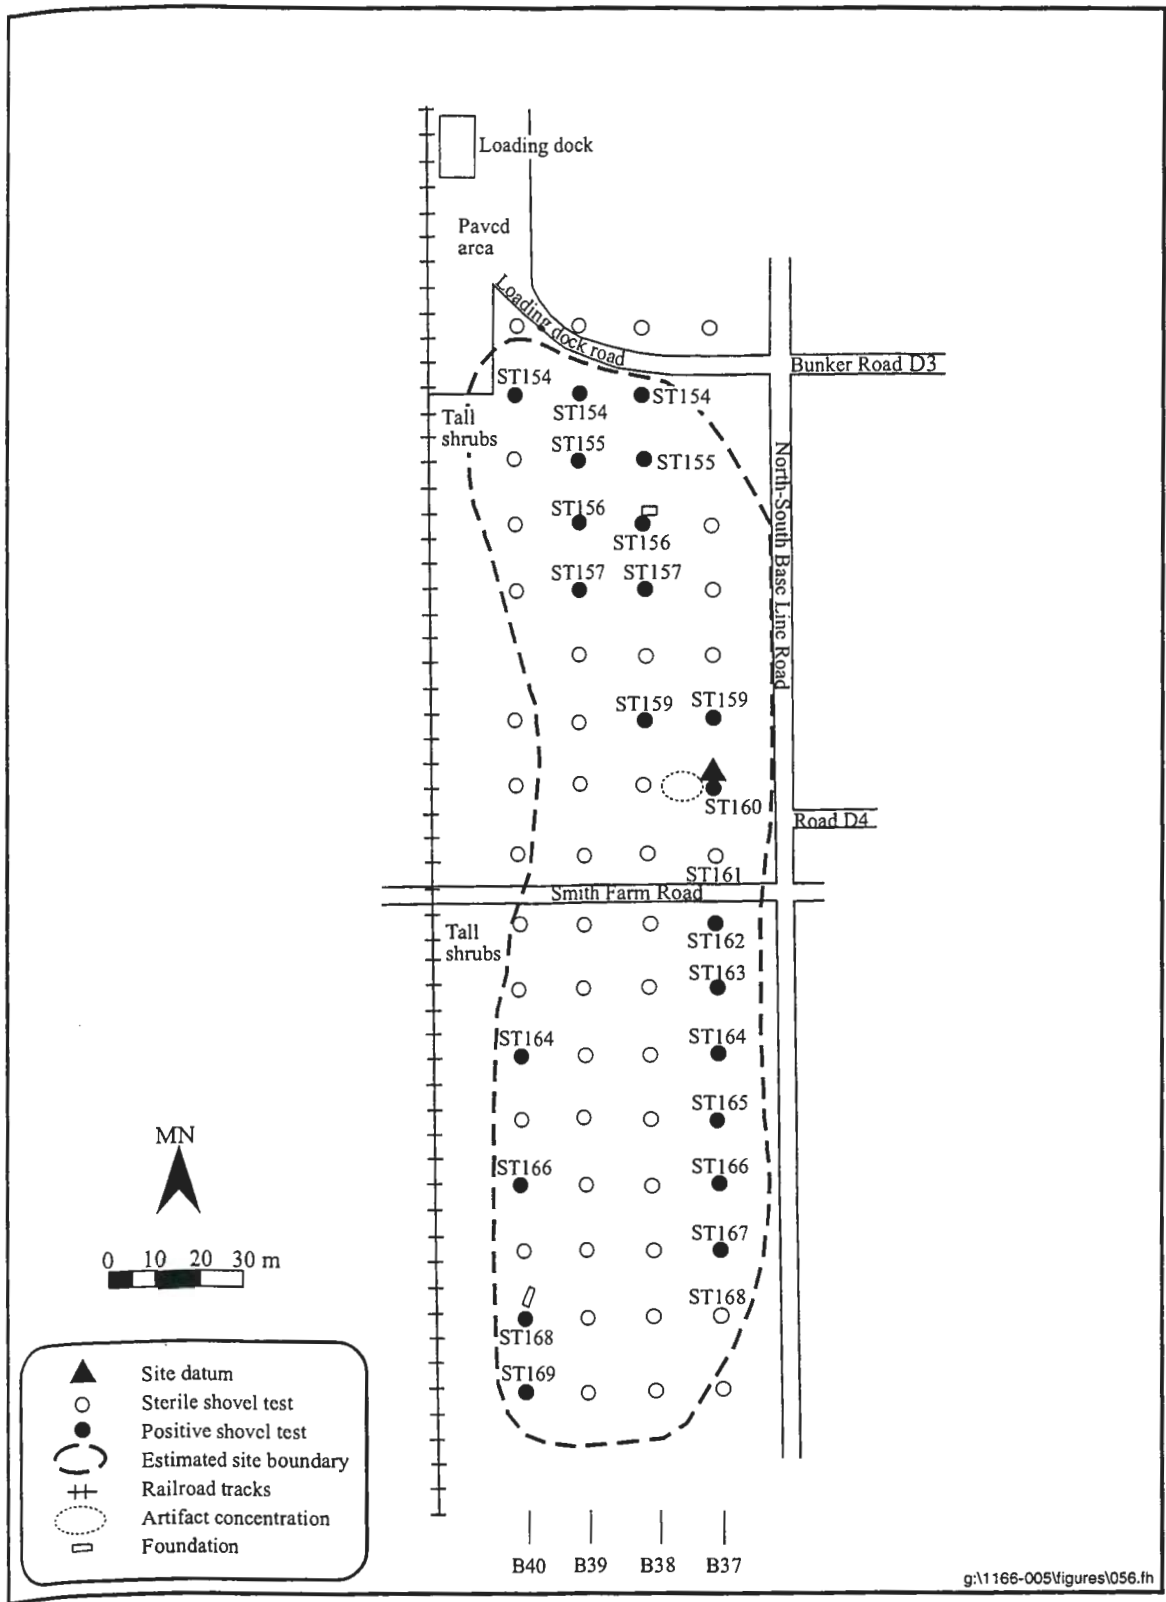 Loading dock
Paved
area
Loading dock road
Bunker Road D3
ST154
ST154
ST154
Tall
shrubs
ST155
ST155
North-South Base Line Road
ST156
ST156
ST157
ST157
ST159
ST159
ST160
Road D4
ST161
Smith Farm Road
Tall
shrubs
ST162
ST163
ST164
ST164
ST165
MN
ST166
ST166
ST167
0 10 20 30 m
ST168
ST168
ST169
Site datum
Sterile shovel test
Positive shovel test
Estimated site boundary
Railroad tracks
Artifact concentration
Foundation
B40 B39 B38 B37
g:\1166-005\figures\056.fh